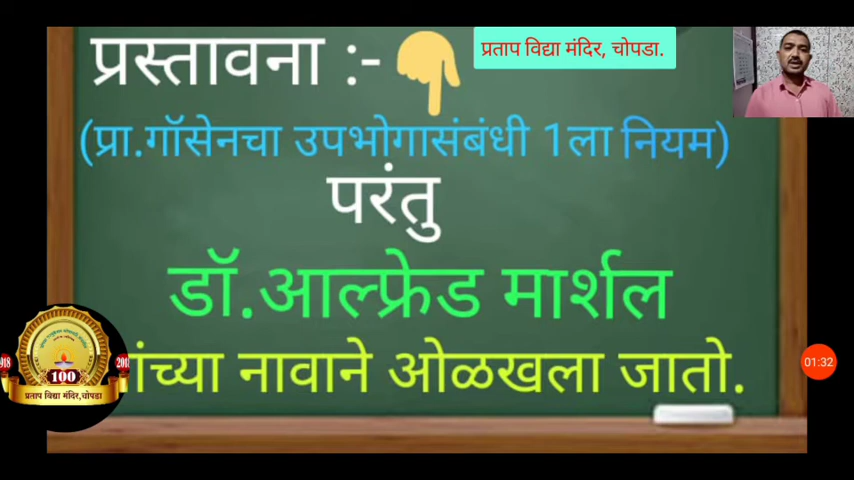 प्रस्तावना :-
प्रताप विद्या मंदिर, चोपडा.
(प्रा.गॉसेनचा उपभोगासंबंधी 1ला नियम)
परंतु
डॉ.आल्फ्रेड मार्शल
ांच्या नावाने ओळखला जातो.
100
प्रताप विद्या मंदिर,चोपडा
01:32